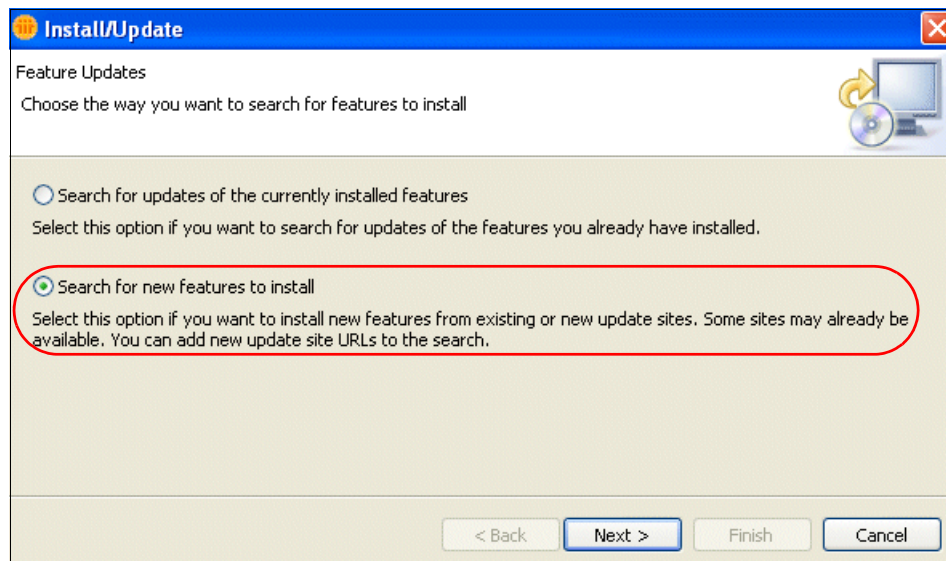 Install/Update
Feature Updates
Choose the way you want to search for features to install
Search for updates of the currently installed features
Select this option if you want to search for updates of the features you already have installed.
Search for new features to install
Select this option if you want to install new features from existing or new update sites. Some sites may already be
available. You can add new update site URLs to the search.
< Back Next > Finish Cancel